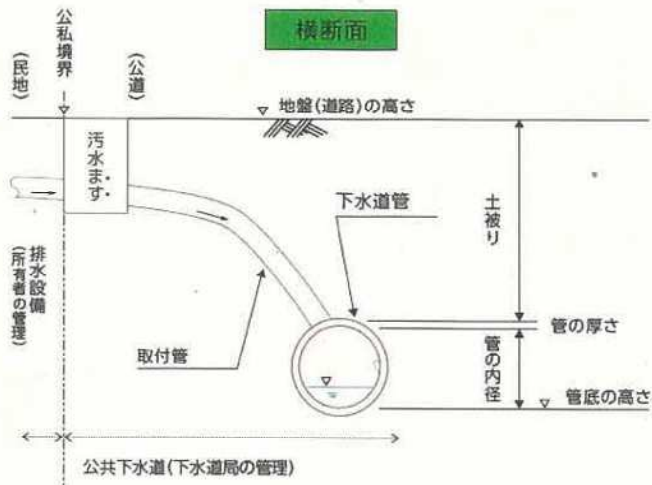 横断面
(民地)
公私境界
(公道)
地盤(道路)の高さ
汚水ます
下水道管
土被り
排水設備
(所有者の管理)
取付管
管の厚さ
管の内径
管底の高さ
公共下水道(下水道局の管理)